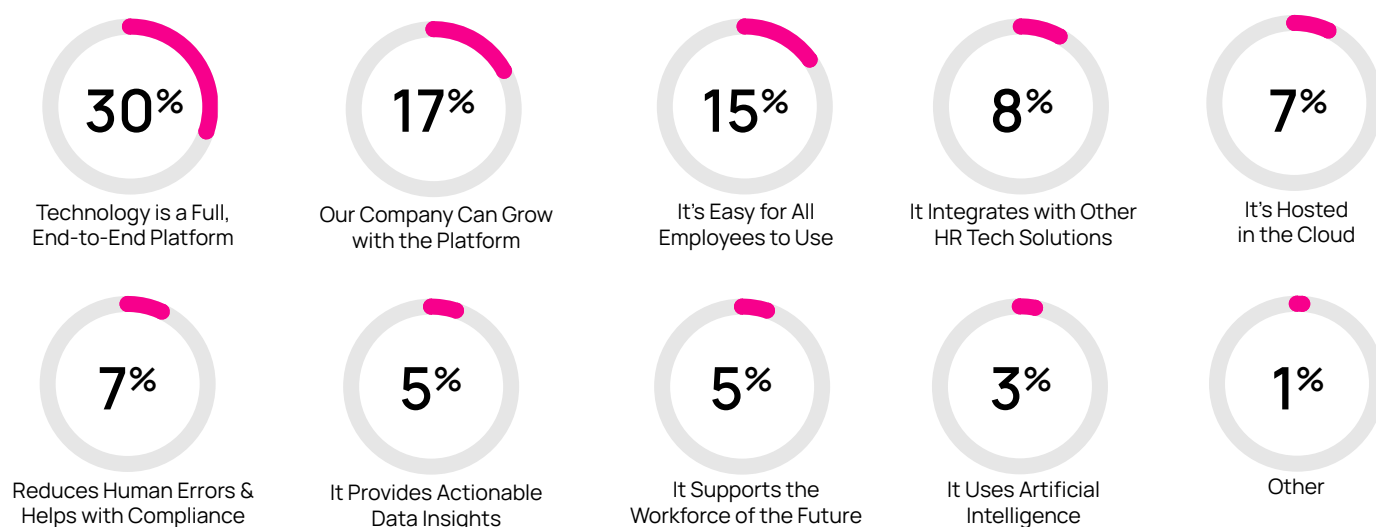 30%
Technology is a Full,
End-to-End Platform
17%
Our Company Can Grow
with the Platform
15%
It's Easy for All
Employees to Use
8%
It Integrates with Other
HR Tech Solutions
7%
It's Hosted
in the Cloud
7%
Reduces Human Errors &
Helps with Compliance
5%
It Provides Actionable
Data Insights
5%
It Supports the
Workforce of the Future
3%
It Uses Artificial
Intelligence
1%
Other